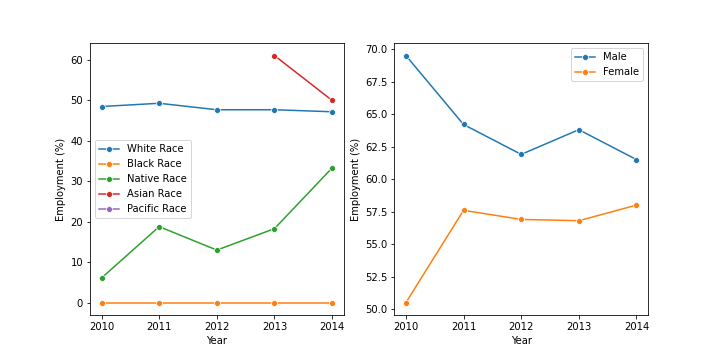 60
50
40
30
20
10
0
Employment (%)
White Race
Black Race
Native Race
Asian Race
Pacific Race
2010 2011 2012 2013 2014
Year
70.0
67.5
65.0
62.5
60.0
57.5
55.0
52.5
50.0
Employment (%)
Male
Female
2010 2011 2012 2013 2014
Year